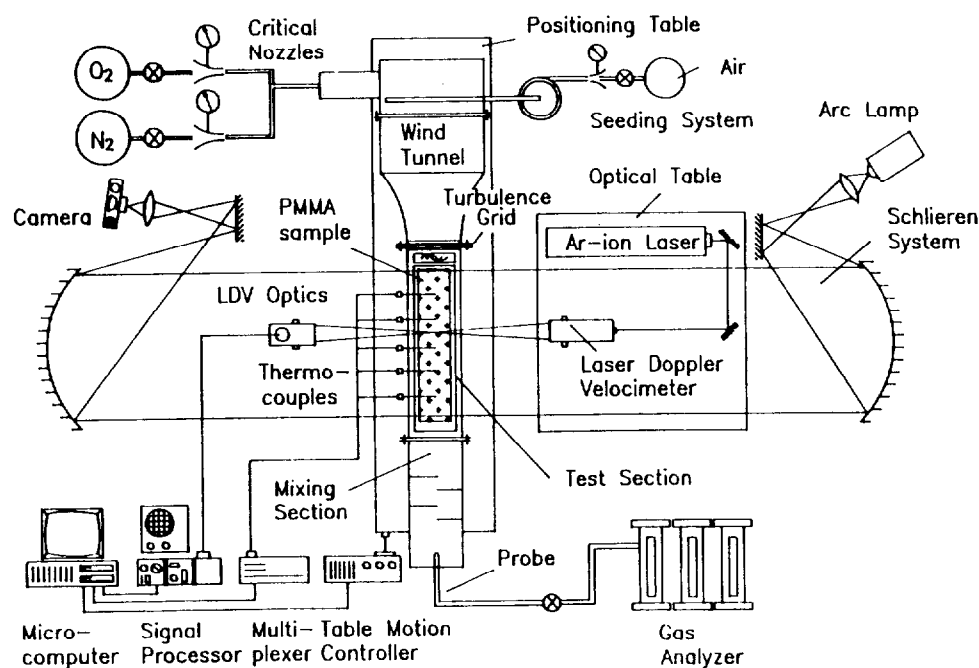 Critical
Nozzles
Positioning Table
O2
Air
N2
Wind
Tunnel
Seeding System
Arc Lamp
Camera
PMMA
sample
Turbulence
Grid
Optical Table
Ar-ion Laser
Schlieren
System
LDV Optics
Laser Doppler
Velocimeter
Thermo-
couples
Mixing
Section
Test Section
Probe
Micro-
computer
Signal
Processor
Multi-
plexer
Table Motion
Controller
Gas
Analyzer